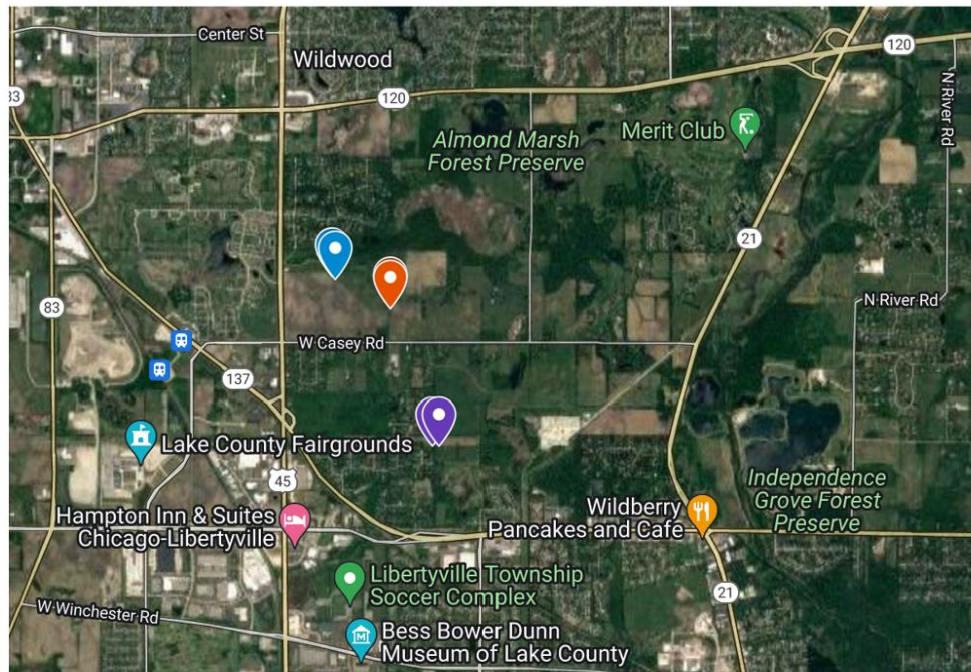 Center St
Wildwood
120
N River Rd
83
120
Merit Club
Almond Marsh
Forest Preserve
21
83
N River Rd
W Casey Rd
137
Lake County Fairgrounds
45
Independence
Grove Forest
Preserve
Wildberry
Pancakes and Cafe
Hampton Inn & Suites
Chicago-Libertyville
Libertyville Township
Soccer Complex
21
W Winchester Rd
Bess Bower Dunn
Museum of Lake County